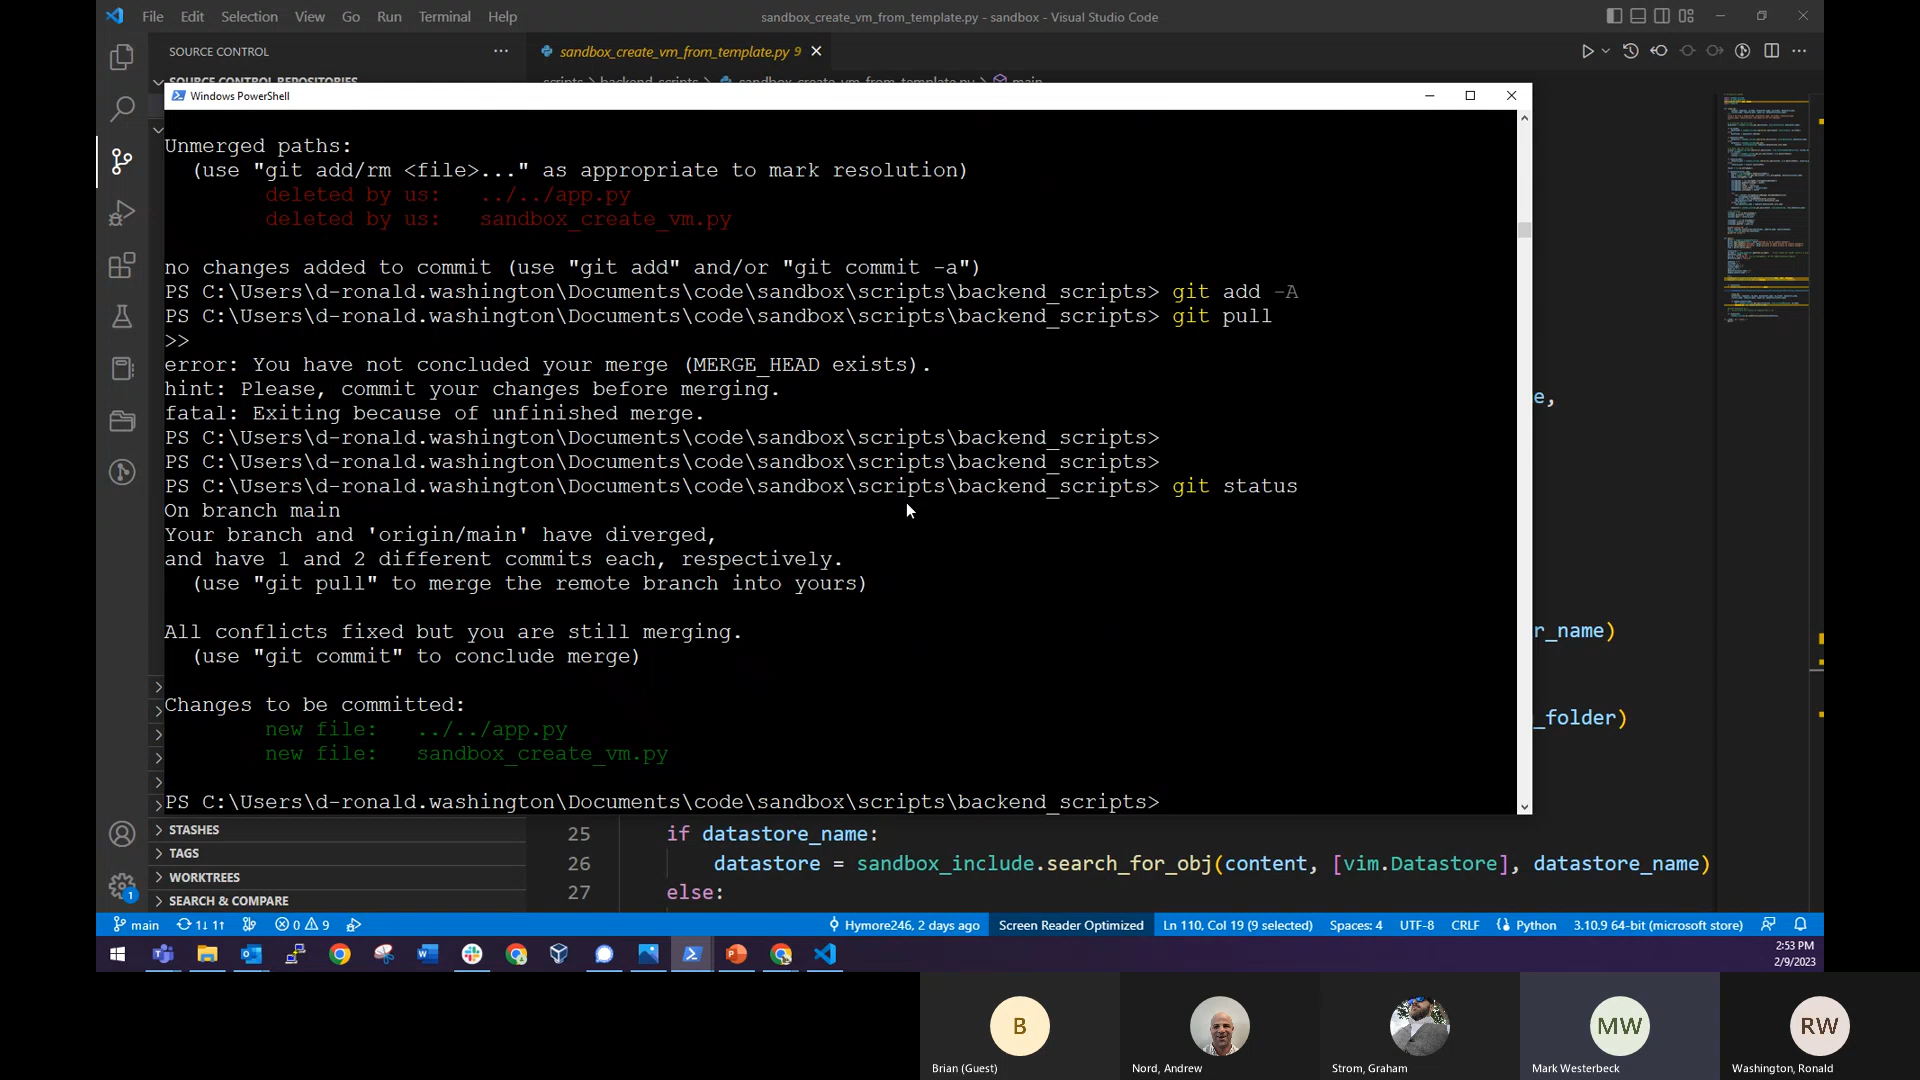 File Edit Selection View Go Run Terminal Help
sandbox_create_vm_from_template.py - sandbox - Visual Studio Code
SOURCE CONTROL
sandbox_create_vm_from_template.py 9
SOURCE CONTROL REPOSITORIES
scripts > backend_scripts > sandbox_create_vm_from_template.py > main
Windows PowerShell
Unmerged paths:
(use "git add/rm <file>..." as appropriate to mark resolution)
deleted by us: ../../app.py
deleted by us: sandbox_create_vm.py
no changes added to commit (use "git add" and/or "git commit -a")
PS C:\Users\d-ronald.washington\Documents\code\sandbox\scripts\backend_scripts> git add -A
PS C:\Users\d-ronald.washington\Documents\code\sandbox\scripts\backend_scripts> git pull
>>
error: You have not concluded your merge (MERGE_HEAD exists).
hint: Please, commit your changes before merging.
fatal: Exiting because of unfinished merge.
PS C:\Users\d-ronald.washington\Documents\code\sandbox\scripts\backend_scripts>
PS C:\Users\d-ronald.washington\Documents\code\sandbox\scripts\backend_scripts>
PS C:\Users\d-ronald.washington\Documents\code\sandbox\scripts\backend_scripts> git status
On branch main
Your branch and 'origin/main' have diverged,
and have 1 and 2 different commits each, respectively.
(use "git pull" to merge the remote branch into yours)
All conflicts fixed but you are still merging.
(use "git commit" to conclude merge)
Changes to be committed:
new file: ../../app.py
new file: sandbox_create_vm.py
PS C:\Users\d-ronald.washington\Documents\code\sandbox\scripts\backend_scripts>
e,
r_name)
_folder)
STASHES
TAGS
WORKTREES
SEARCH & COMPARE
25 if datastore_name:
26 datastore = sandbox_include.search_for_obj(content, [vim.Datastore], datastore_name)
27 else:
main 1↓ 1↑ 0 9 Hymore246, 2 days ago Screen Reader Optimized Ln 110, Col 19 (9 selected) Spaces: 4 UTF-8 CRLF Python 3.10.9 64-bit (microsoft store)
2:53 PM
2/9/2023
B
MW
RW
Brian (Guest)
Nord, Andrew
Strom, Graham
Mark Westerbeck
Washington, Ronald